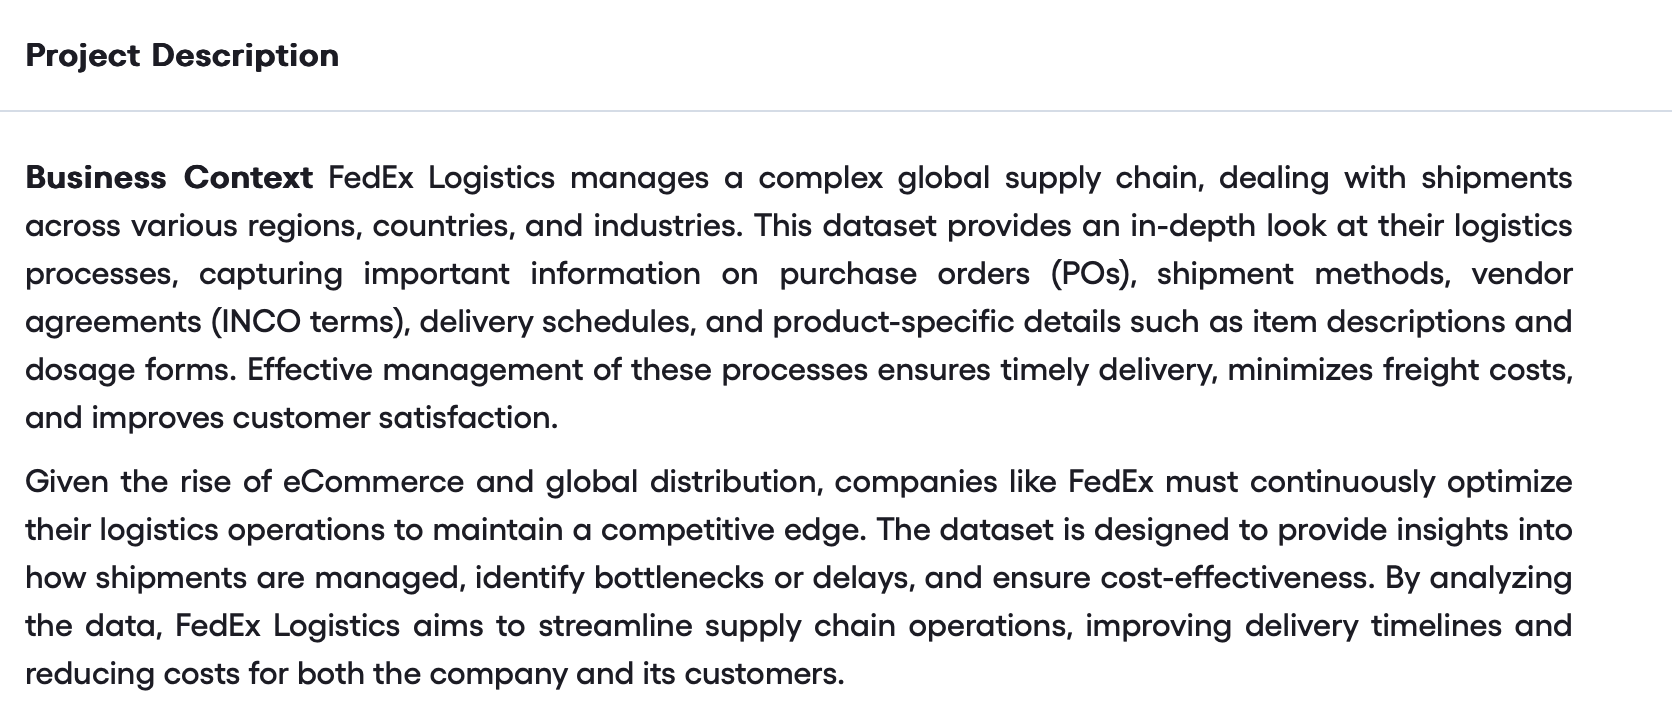 Project Description
Business Context FedEx Logistics manages a complex global supply chain, dealing with shipments
across various regions, countries, and industries. This dataset provides an in-depth look at their logistics
processes, capturing important information on purchase orders (POs), shipment methods, vendor
agreements (INCO terms), delivery schedules, and product-specific details such as item descriptions and
dosage forms. Effective management of these processes ensures timely delivery, minimizes freight costs,
and improves customer satisfaction.
Given the rise of eCommerce and global distribution, companies like FedEx must continuously optimize
their logistics operations to maintain a competitive edge. The dataset is designed to provide insights into
how shipments are managed, identify bottlenecks or delays, and ensure cost-effectiveness. By analyzing
the data, FedEx Logistics aims to streamline supply chain operations, improving delivery timelines and
reducing costs for both the company and its customers.